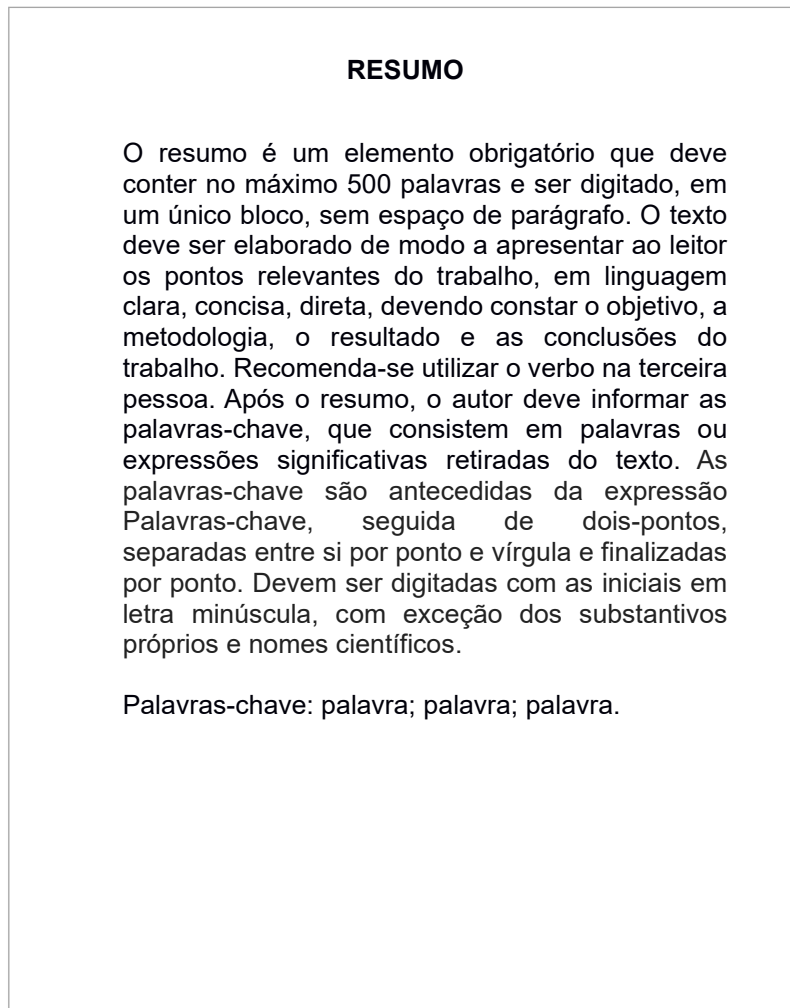 RESUMO
O resumo é um elemento obrigatório que deve
conter no máximo 500 palavras e ser digitado, em
um único bloco, sem espaço de parágrafo. O texto
deve ser elaborado de modo a apresentar ao leitor
os pontos relevantes do trabalho, em linguagem
clara, concisa, direta, devendo constar o objetivo, a
metodologia, o resultado e as conclusões do
trabalho. Recomenda-se utilizar o verbo na terceira
pessoa. Após o resumo, o autor deve informar as
palavras-chave, que consistem em palavras ou
expressões significativas retiradas do texto. As
palavras-chave são antecedidas da expressão
Palavras-chave, seguida de dois-pontos,
separadas entre si por ponto e vírgula e finalizadas
por ponto. Devem ser digitadas com as iniciais em
letra minúscula, com exceção dos substantivos
próprios e nomes científicos.
Palavras-chave: palavra; palavra; palavra.